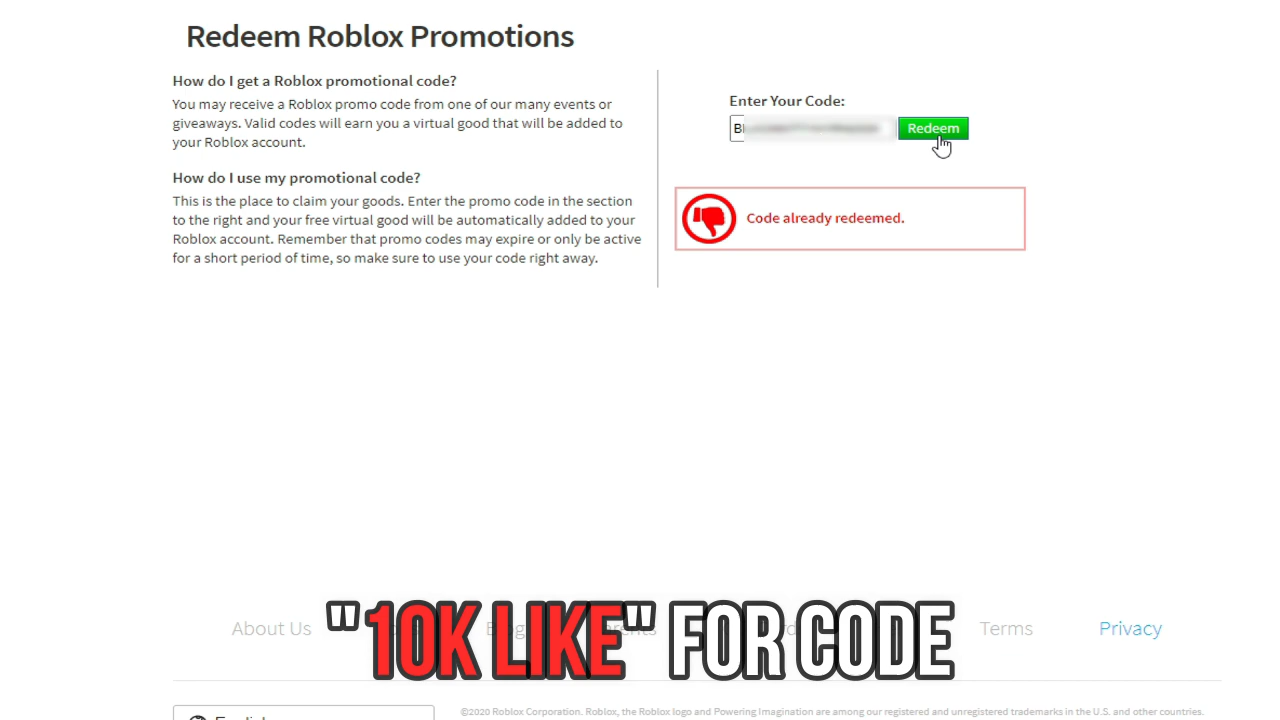 Redeem Roblox Promotions
How do I get a Roblox promotional code?
You may receive a Roblox promo code from one of our many events or
giveaways. Valid codes will earn you a virtual good that will be added to
your Roblox account.
How do I use my promotional code?
This is the place to claim your goods. Enter the promo code in the section
to the right and your free virtual good will be automatically added to your
Roblox account. Remember that promo codes may expire or only be active
for a short period of time, so make sure to use your code right away.
Enter Your Code:
B
Redeem
Code already redeemed.
About Us Terms Privacy
"10K LIKE" FOR CODE
English
©2020 Roblox Corporation. Roblox, the Roblox logo and Powering Imagination are among our registered and unregistered trademarks in the U.S. and other countries.